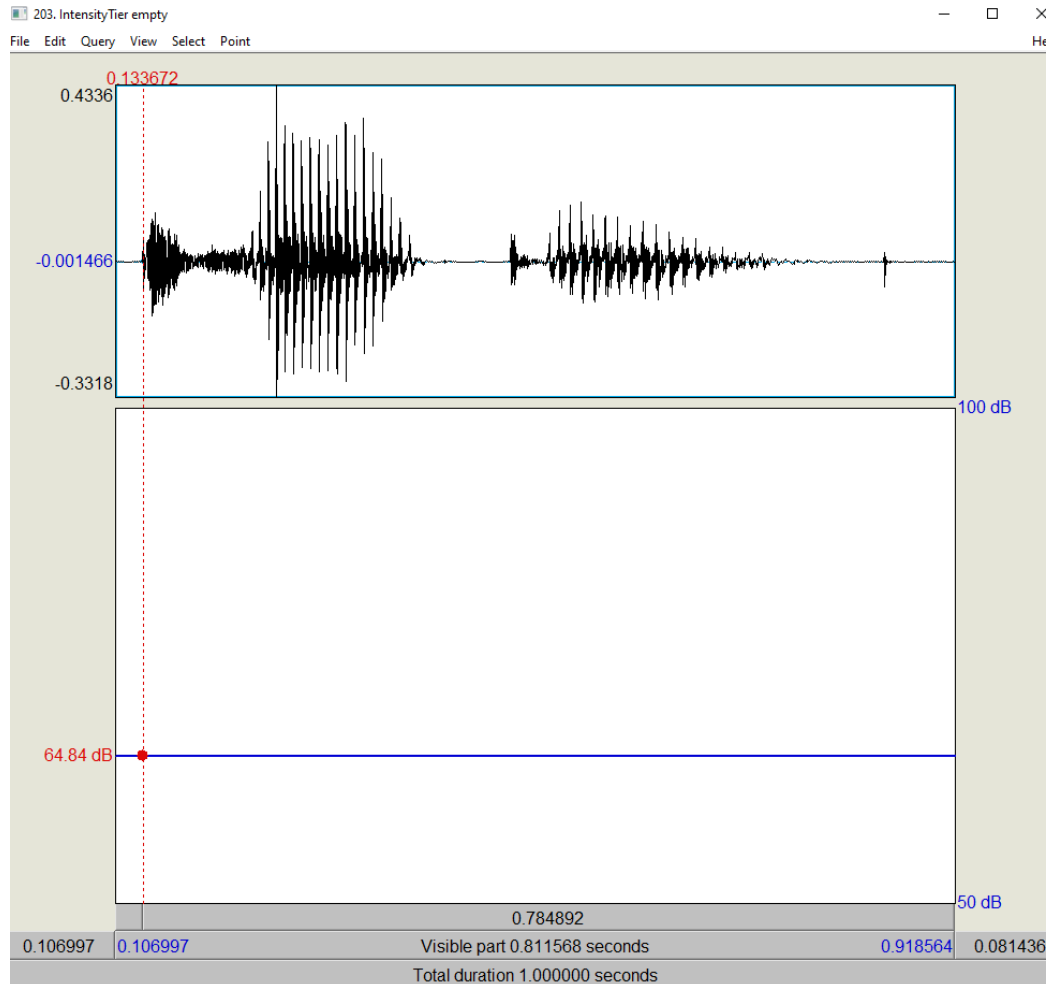 203. IntensityTier empty
File Edit Query View Select Point He
0.133672
0.4336
-0.001466
-0.3318
100 dB
64.84 dB
50 dB
0.784892
0.106997 0.106997 Visible part 0.811568 seconds 0.918564 0.081436
Total duration 1.000000 seconds